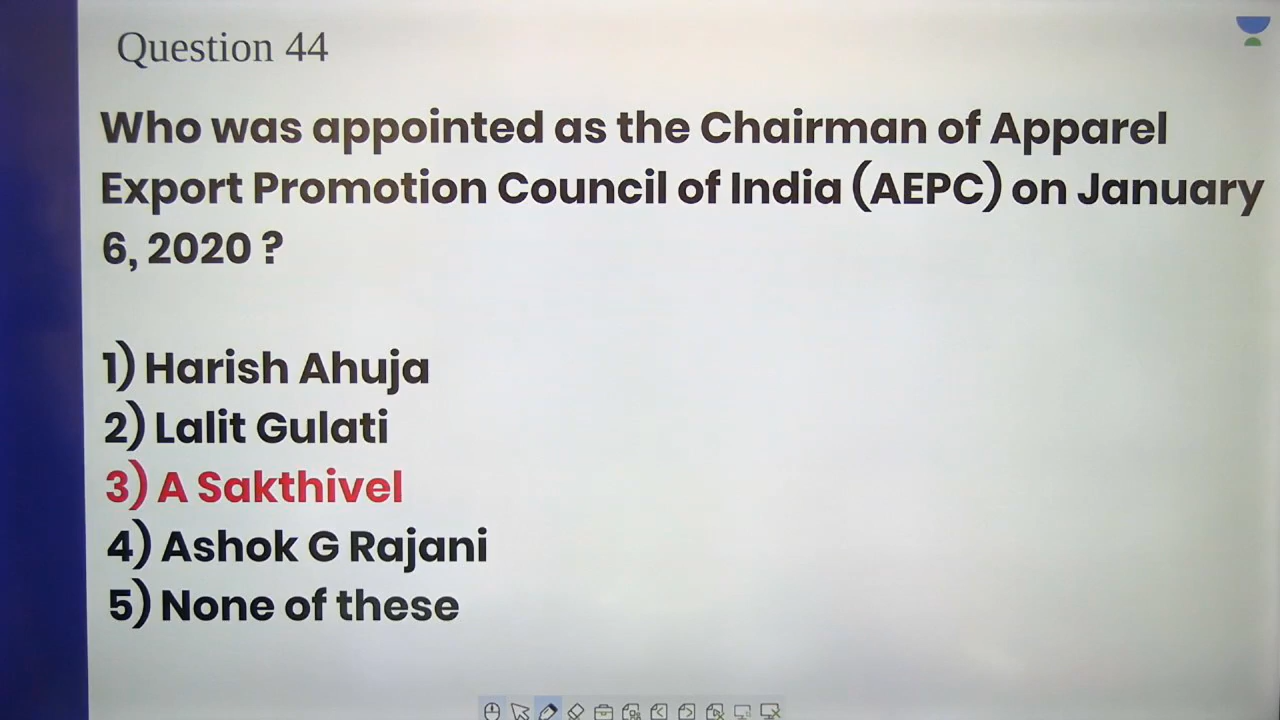 Question 44
Who was appointed as the Chairman of Apparel
Export Promotion Council of India (AEPC) on January
6, 2020 ?
1) Harish Ahuja
2) Lalit Gulati
3) A Sakthivel
4) Ashok G Rajani
5) None of these